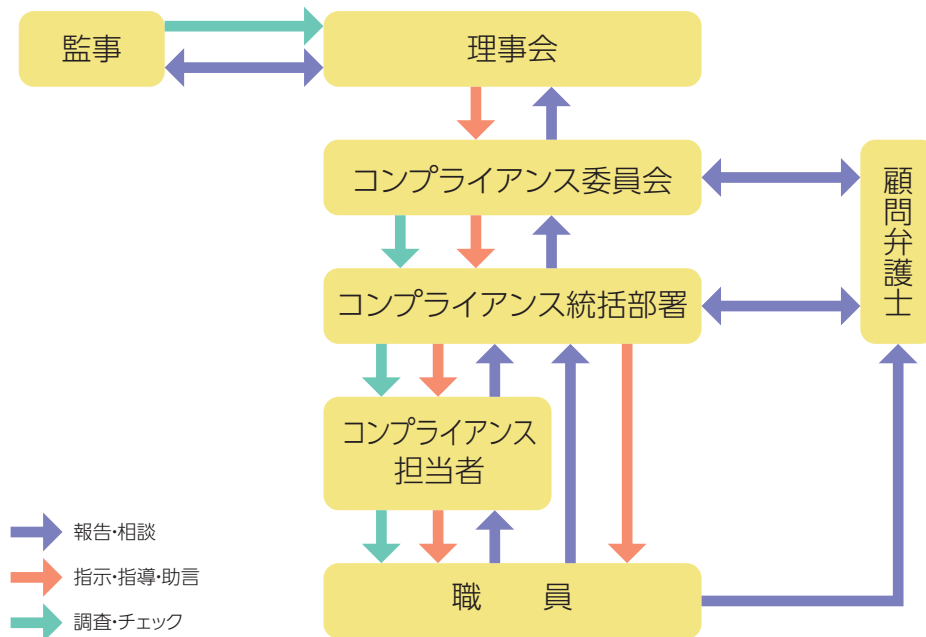 監事
理事会
コンプライアンス委員会
顧問弁護士
コンプライアンス統括部署
コンプライアンス
担当者
報告・相談
指示・指導・助言
調査・チェック
職　員